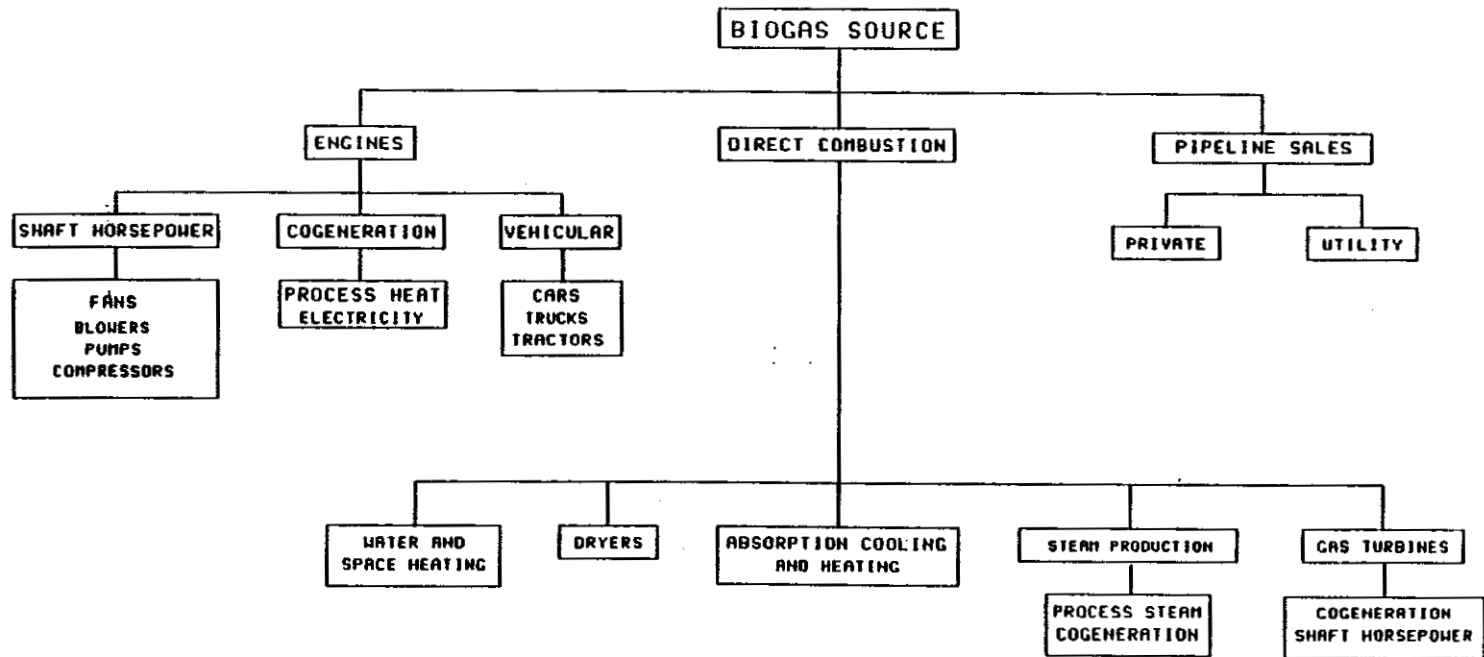 BIOGAS SOURCE
ENGINES
DIRECT COMBUSTION
PIPELINE SALES
SHAFT HORSEPOWER
COGENERATION
VEHICULAR
PRIVATE
UTILITY
FANS
BLOWERS
PUMPS
COMPRESSORS
PROCESS HEAT
ELECTRICITY
CARS
TRUCKS
TRACTORS
WATER AND
SPACE HEATING
DRYERS
ABSORPTION COOLING
AND HEATING
STEAM PRODUCTION
GAS TURBINES
PROCESS STEAM
COGENERATION
COGENERATION
SHAFT HORSEPOWER